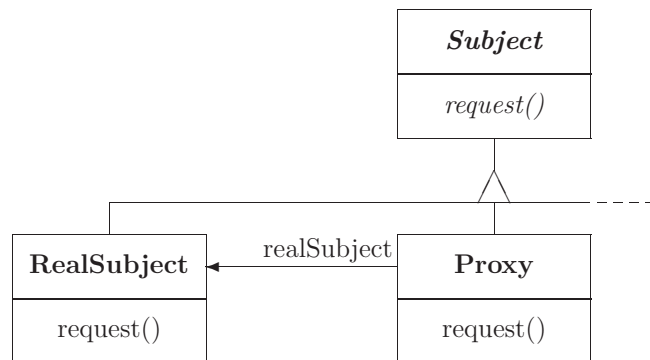 Subject
request()
realSubject
RealSubject
Proxy
request()
request()